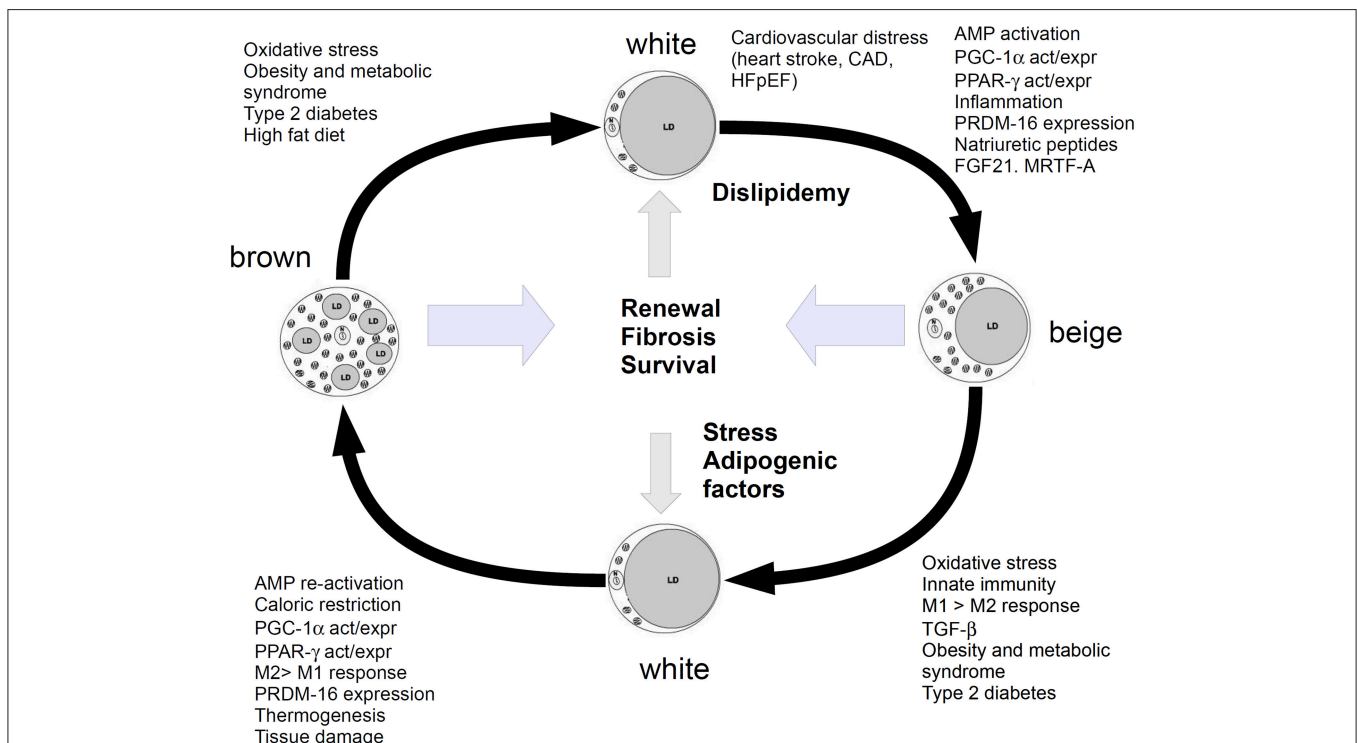 Oxidative stress
Obesity and metabolic
syndrome
Type 2 diabetes
High fat diet
white
Cardiovascular distress
(heart stroke, CAD,
HFpEF)
AMP activation
PGC-1α act/expr
PPAR-γ act/expr
Inflammation
PRDM-16 expression
Natriuretic peptides
FGF21. MRTF-A
N
LD
Dislipidemy
brown
LD
LD
N
LD
LD
LD
Renewal
Fibrosis
Survival
N
LD
beige
Stress
Adipogenic
factors
N
LD
white
AMP re-activation
Caloric restriction
PGC-1α act/expr
PPAR-γ act/expr
M2> M1 response
PRDM-16 expression
Thermogenesis
Tissue damage
Oxidative stress
Innate immunity
M1 > M2 response
TGF-β
Obesity and metabolic
syndrome
Type 2 diabetes